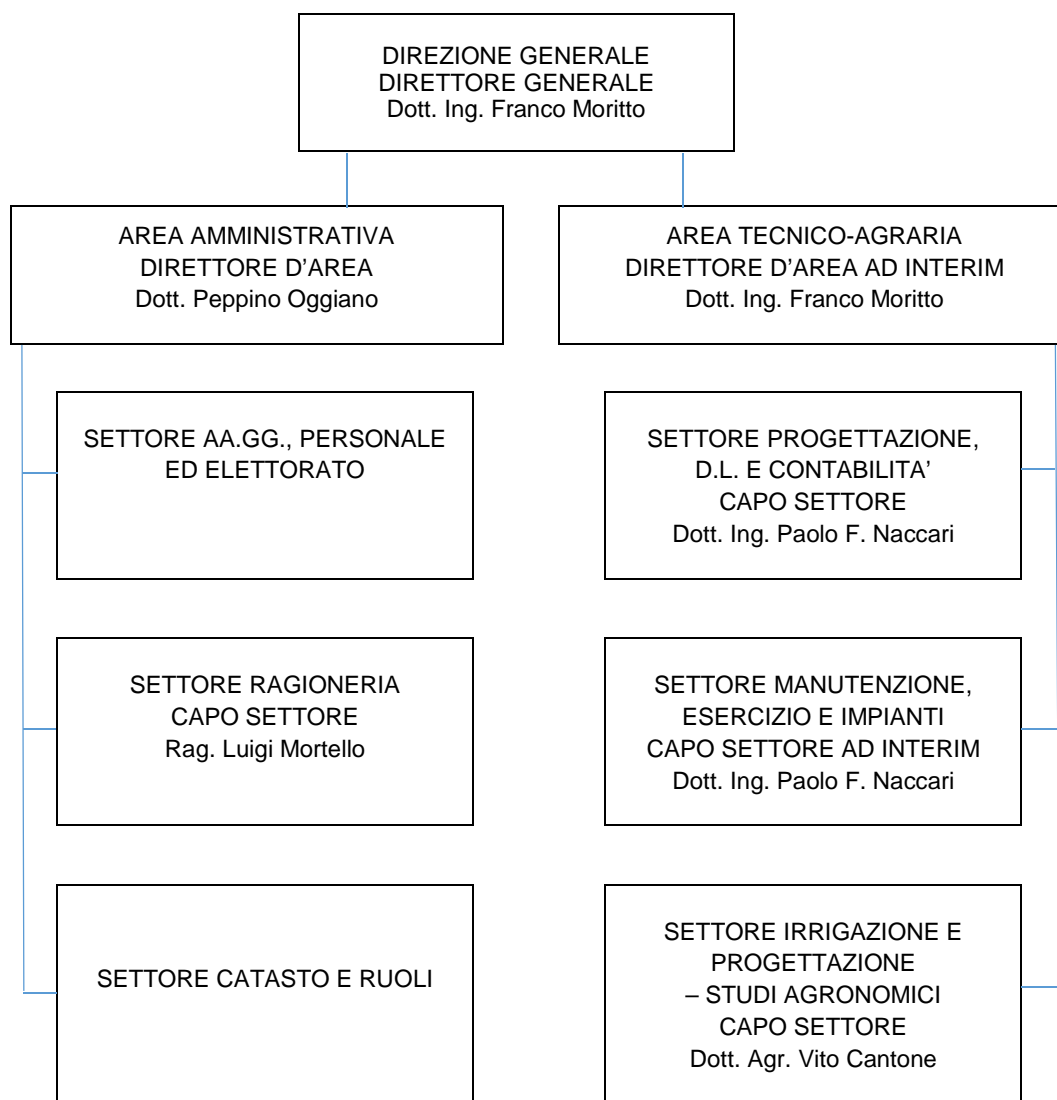 DIREZIONE GENERALE
DIRETTORE GENERALE
Dott. Ing. Franco Moritto
AREA AMMINISTRATIVA
DIRETTORE D’AREA
Dott. Peppino Oggiano
AREA TECNICO-AGRARIA
DIRETTORE D’AREA AD INTERIM
Dott. Ing. Franco Moritto
SETTORE AA.GG., PERSONALE
ED ELETTORATO
SETTORE PROGETTAZIONE,
D.L. E CONTABILITA’
CAPO SETTORE
Dott. Ing. Paolo F. Naccari
SETTORE RAGIONERIA
CAPO SETTORE
Rag. Luigi Mortello
SETTORE MANUTENZIONE,
ESERCIZIO E IMPIANTI
CAPO SETTORE AD INTERIM
Dott. Ing. Paolo F. Naccari
SETTORE CATASTO E RUOLI
SETTORE IRRIGAZIONE E
PROGETTAZIONE
– STUDI AGRONOMICI
CAPO SETTORE
Dott. Agr. Vito Cantone